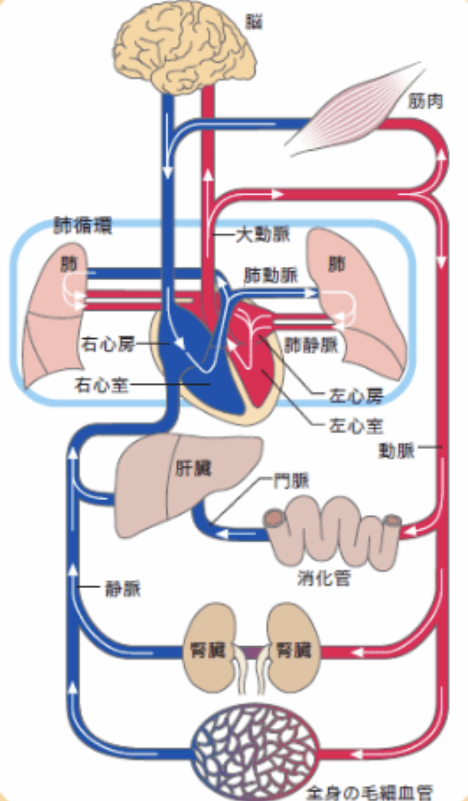 脳
筋肉
肺循環
大動脈
肺
肺動脈
肺
右心房
肺静脈
右心室
左心房
左心室
動脈
肝臓
門脈
消化管
静脈
腎臓
腎臓
全身の毛細血管